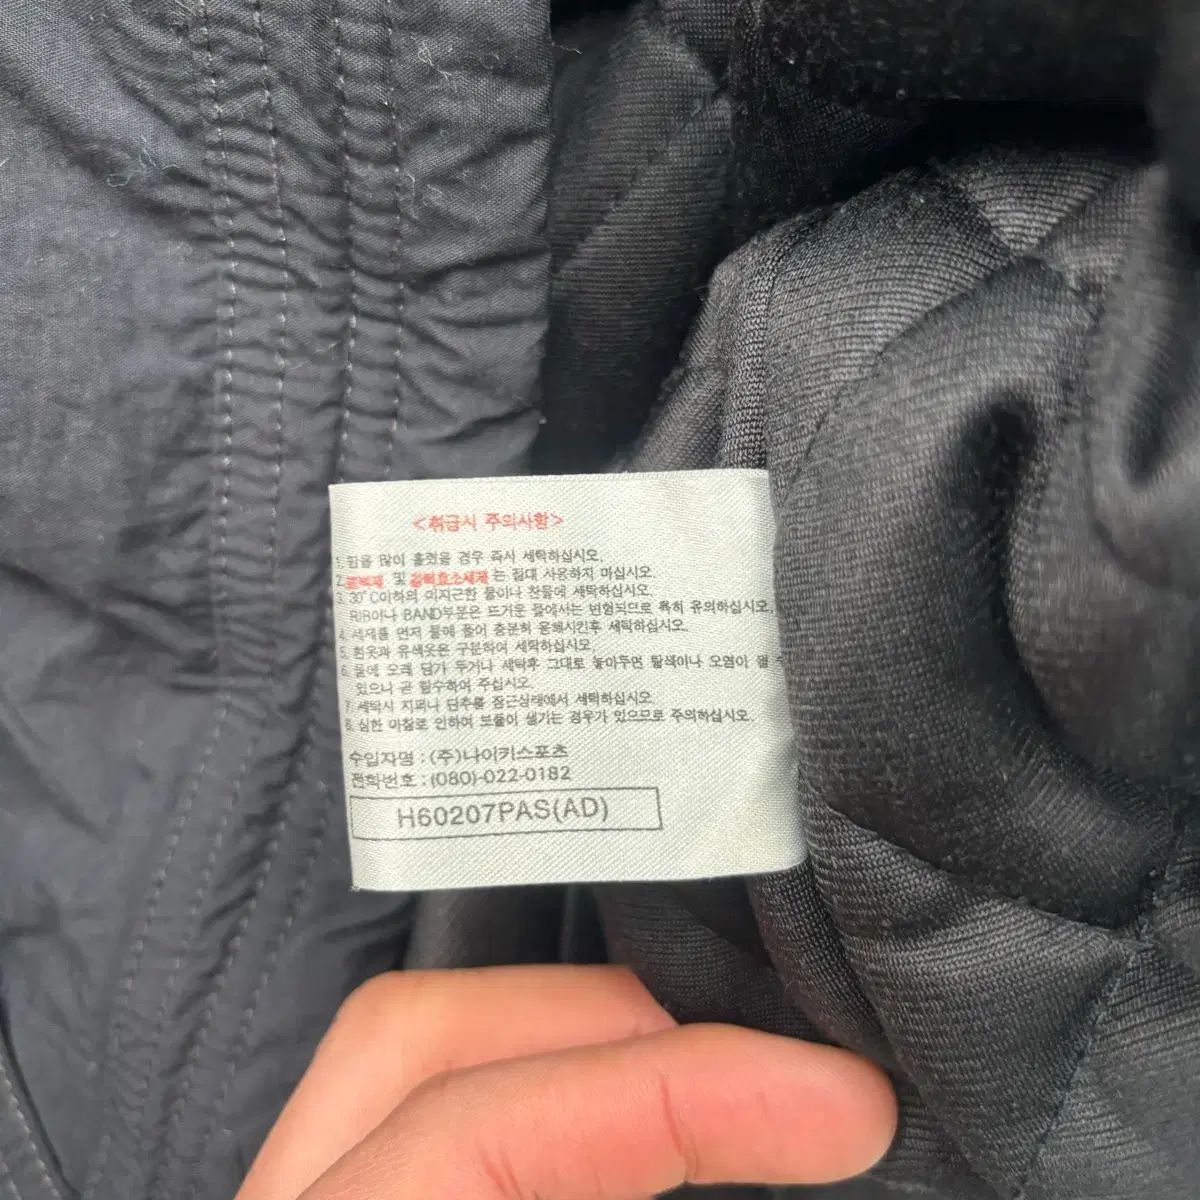 <취급시 주의사항>
1. 땀을 많이 흘렸을 경우 즉시 세탁하십시오.
2. 표백제 및 강력효소세제는 절대 사용하지 마십시오.
3. 30°C이하의 미지근한 물이나 찬물에 세탁하십시오.
RIB이나 BAND부분은 뜨거운 물에서는 변형되므로 특히 유의하십시오.
4. 세제를 먼저 물에 풀어 충분히 용해시킨후 세탁하십시오.
5. 흰옷과 유색옷은 구분하여 세탁하십시오.
6. 물에 오래 담가 두거나 세탁후 그대로 놓아두면 탈색이나 오염이 될 수
있으니 곧 탈수하여 주십시오.
7. 세탁시 지퍼나 단추를 잠근상태에서 세탁하십시오.
8. 심한 마찰로 인하여 보풀이 생기는 경우가 있으므로 주의하십시오.
수입자명 : (주)나이키스포츠
전화번호 : (080)-022-0182
H60207PAS(AD)